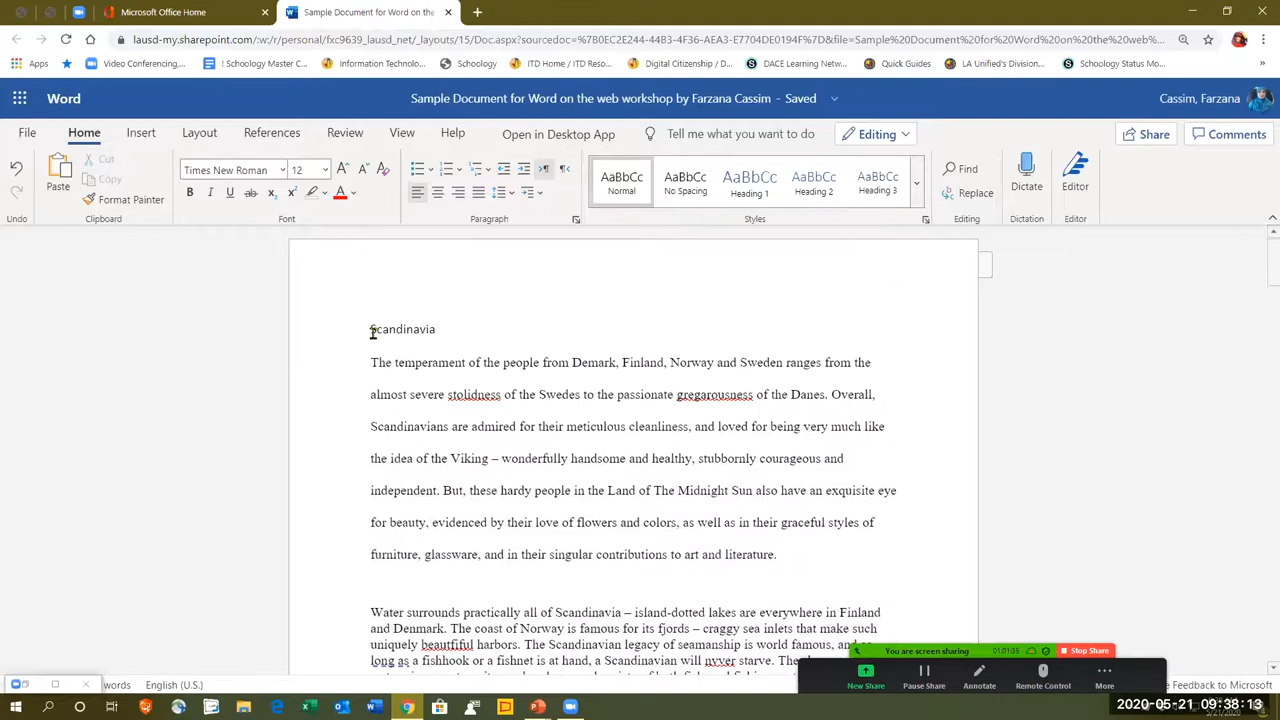 Microsoft Office Home
Sample Document for Word on the
lausd-my.sharepoint.com/:w:/r/personal/fxc9639_lausd_net/_layouts/15/Doc.aspx?sourcedoc=%7B0EC2E244-44B3-4F36-AEA3-E7704DE0194F%7D&file=Sample%20Document%20for%20Word%20on%20the%20web%...
Apps YouTube Video Conferencing,... ! Schoology Master C... Information Technolo... Schoology ITD Home / ITD Reso... Digital Citizenship / D... DACE Learning Netw... Quick Guides LA Unified's Division... Schoology Status Mo... »
Word Sample Document for Word on the web workshop by Farzana Cassim - Saved Cassim, Farzana
File Home Insert Layout References Review View Help Open in Desktop App Tell me what you want to do Editing Share Comments
Paste Cut Copy Format Painter Times New Roman 12
AaBbCc AaBbCc AaBbCc AaBbCc AaBbCc
Normal No Spacing Heading 1 Heading 2 Heading 3
Find Replace Dictate Editor
Undo Clipboard Font Paragraph Styles Editing Dictation Editor
Scandinavia
The temperament of the people from Demark, Finland, Norway and Sweden ranges from the
almost severe stolidness of the Swedes to the passionate gregarousness of the Danes. Overall,
Scandinavians are admired for their meticulous cleanliness, and loved for being very much like
the idea of the Viking – wonderfully handsome and healthy, stubbornly courageous and
independent. But, these hardy people in the Land of The Midnight Sun also have an exquisite eye
for beauty, evidenced by their love of flowers and colors, as well as in their graceful styles of
furniture, glassware, and in their singular contributions to art and literature.
Water surrounds practically all of Scandinavia – island-dotted lakes are everywhere in Finland
and Denmark. The coast of Norway is famous for its fjords – craggy sea inlets that make such
uniquely beautfiful harbors. The Scandinavian legacy of seamanship is world famous, and
long as a fishhook or a fishnet is at hand, a Scandinavian will nyver starve.
You are screen sharing 01:01:35 Stop Share
New Share Pause Share Annotate Remote Control More
words English (U.S.) Feedback to Microsoft
2020-05-21 09:38:13